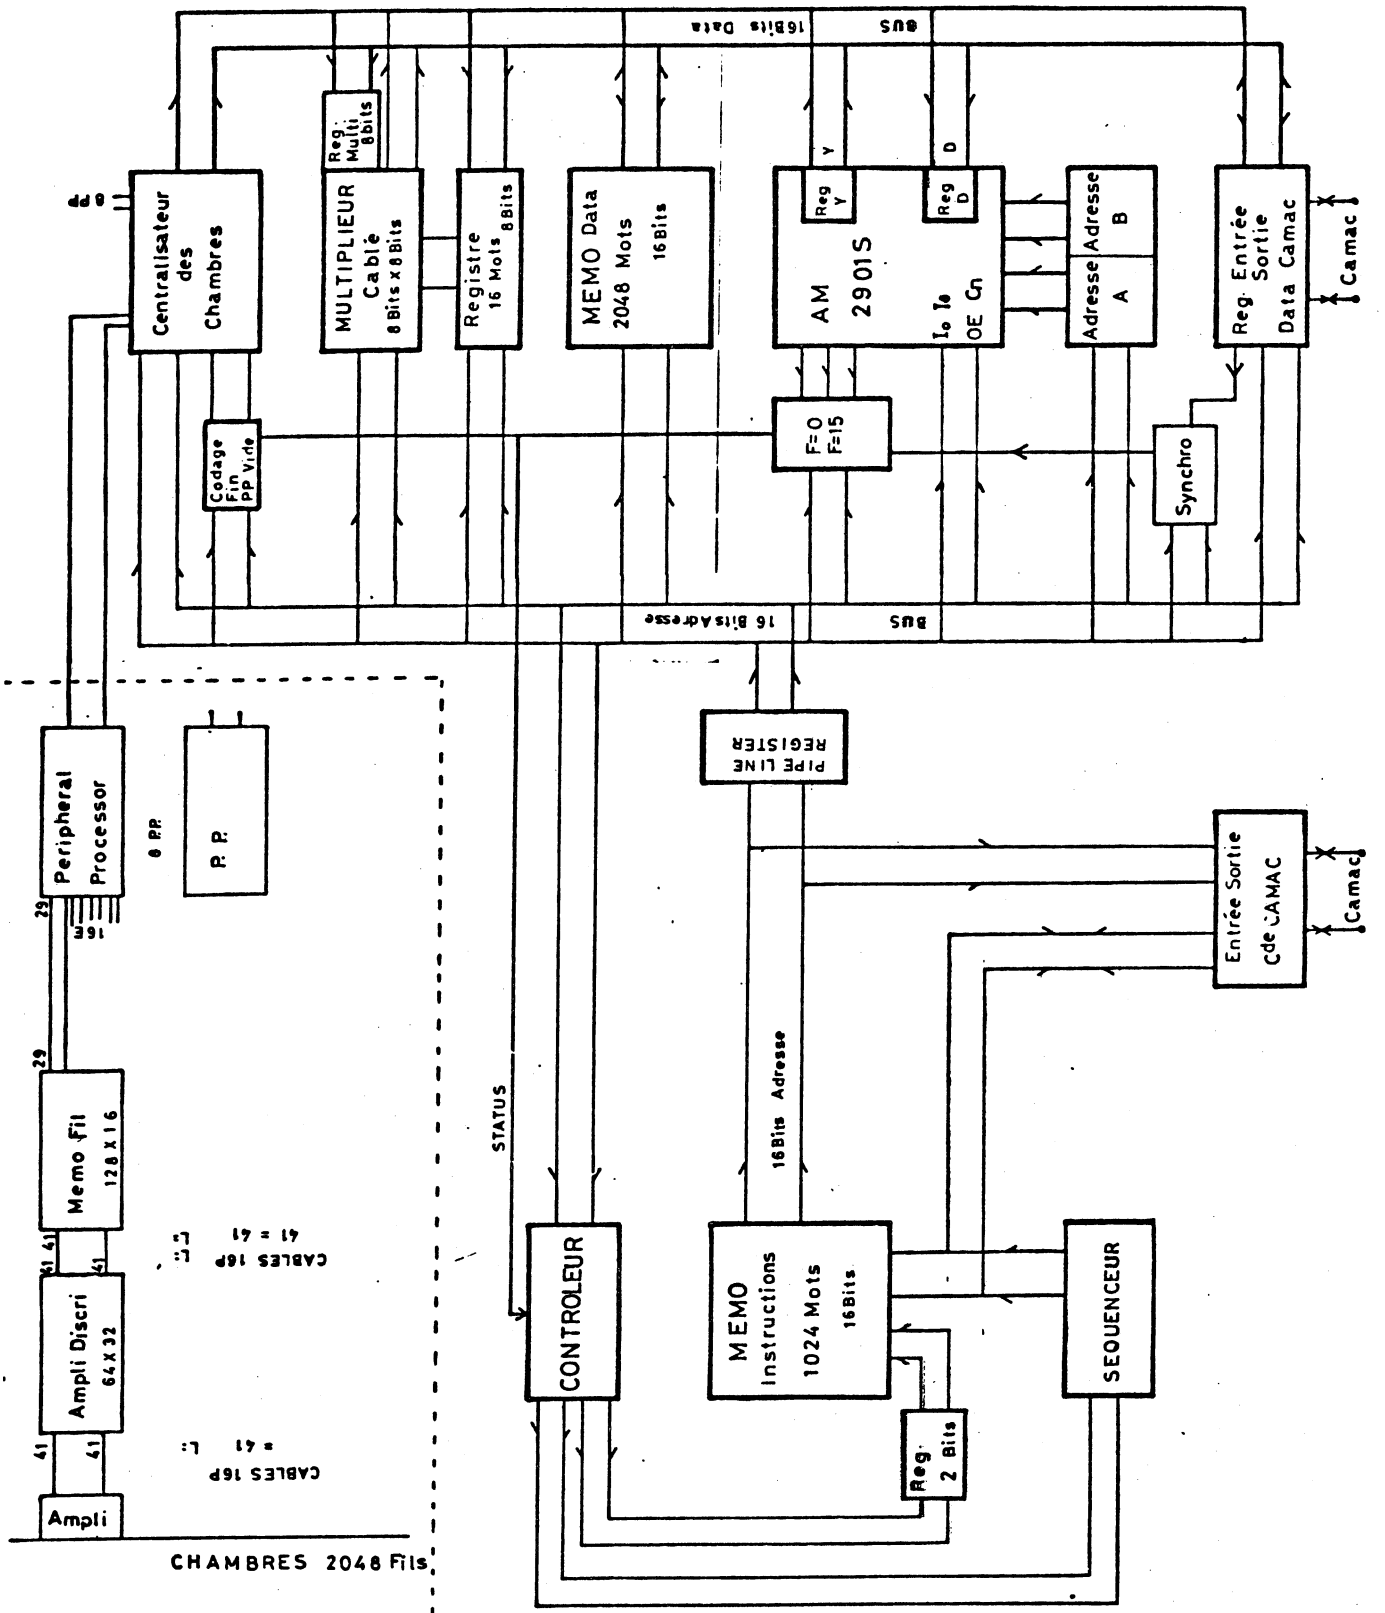 BUS
16Bits Data
8 PP
Centralisateur
des
Chambres
Reg.
Multi
8bits
MULTIPLIEUR
Cablé
8 Bits x 8Bits
Registre
16 Mots
8Bits
MEMO Data
2048 Mots
16Bits
Y
D
Reg
Y
Reg
D
AM
2901S
I₀ I₈
OE Cn
Adresse
A
Adresse
B
Reg. Entrée
Sortie
Data Camac
Camac
Codage
Fin
PP Vide
F=0
F=15
Synchro
BUS
16 Bits Adresse
Peripheral
Processor
29
16E
8 P.P.
P. P.
PIPE LINE
REGISTER
29
Memo Fil
128 X 16
41
41
41
41
CABLES 16P
41 = 41
Ampli Discri
64 X 32
41
41
CABLES 16P
L: = 41
Ampli
CHAMBRES 2048 Fils
STATUS
16Bits Adresse
Entrée Sortie
Cde CAMAC
Camac
CONTROLEUR
MEMO
Instructions
1024 Mots
16Bits
SEQUENCEUR
Reg.
2 Bits